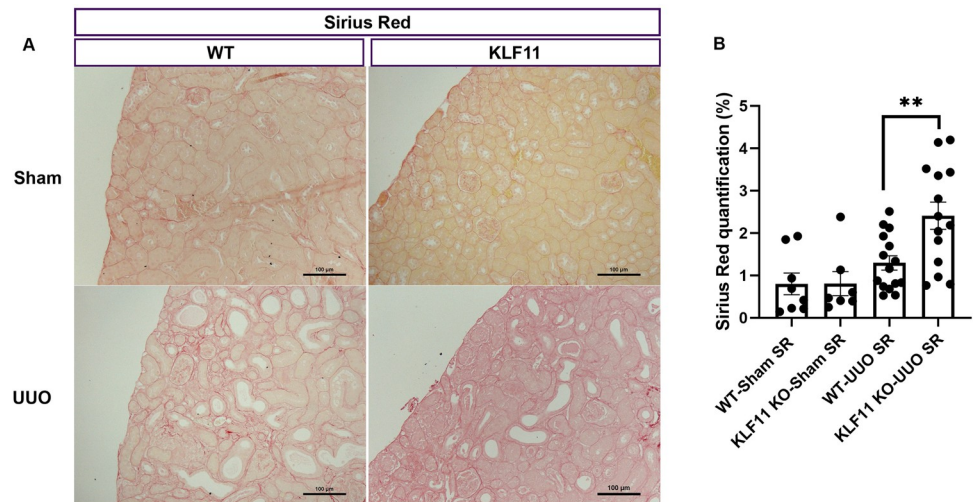 A
Sirius Red
WT
KLF11
Sham
100 µm
100 µm
UUO
100 µm
100 µm
B
Sirius Red quantification (%)
5
4
3
2
1
0
**
WT-Sham SR
KLF11 KO-Sham SR
WT-UUO SR
KLF11 KO-UUO SR